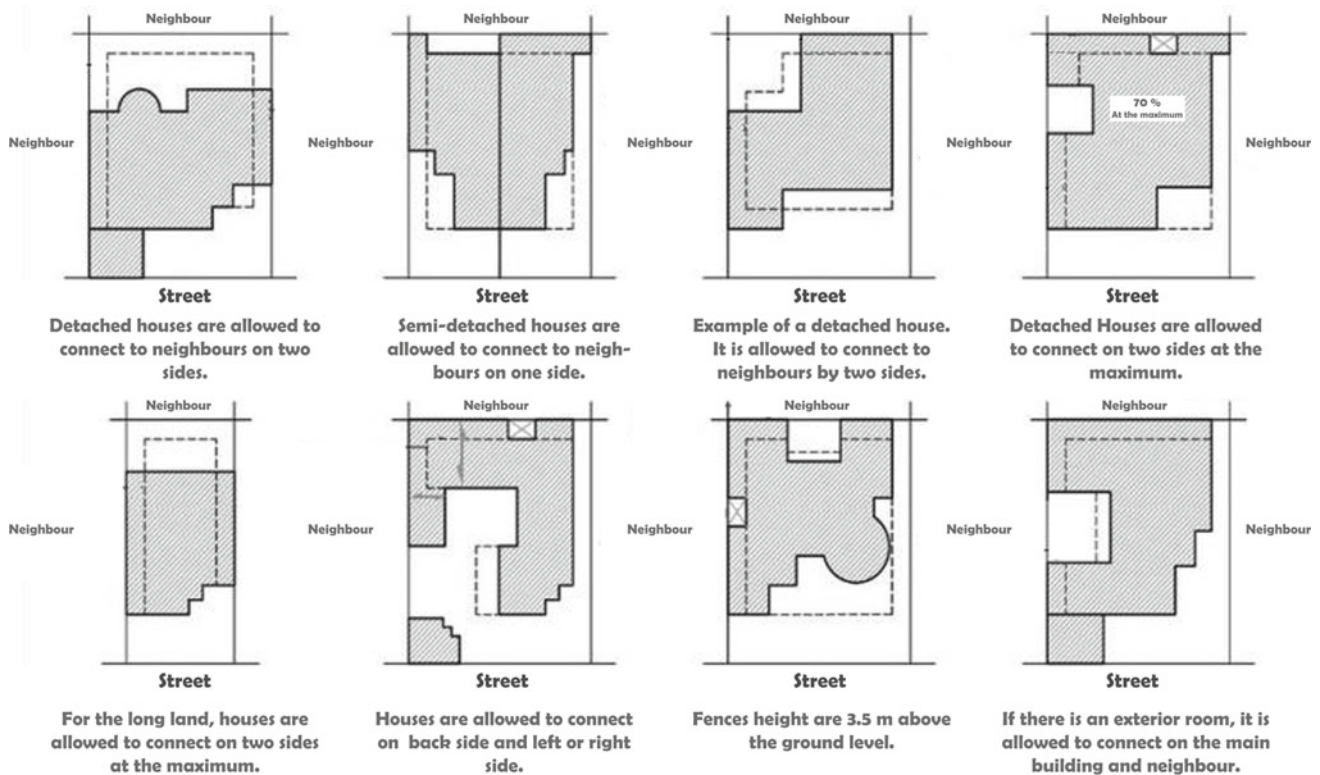 Neighbour
Neighbour
Neighbour
Neighbour
70 %
At the maximum
Neighbour
Neighbour
Neighbour
Neighbour
Neighbour
Street
Street
Street
Street
Detached houses are allowed to
connect to neighbours on two
sides.
Semi-detached houses are
allowed to connect to neigh-
bours on one side.
Example of a detached house.
It is allowed to connect to
neighbours by two sides.
Detached Houses are allowed
to connect on two sides at the
maximum.
Neighbour
Neighbour
Neighbour
Neighbour
Neighbour
Neighbour
Neighbour
Neighbour
Neighbour
Street
Street
Street
Street
For the long land, houses are
allowed to connect on two sides
at the maximum.
Houses are allowed to connect
on back side and left or right
side.
Fences height are 3.5 m above
the ground level.
If there is an exterior room, it is
allowed to connect on the main
building and neighbour.